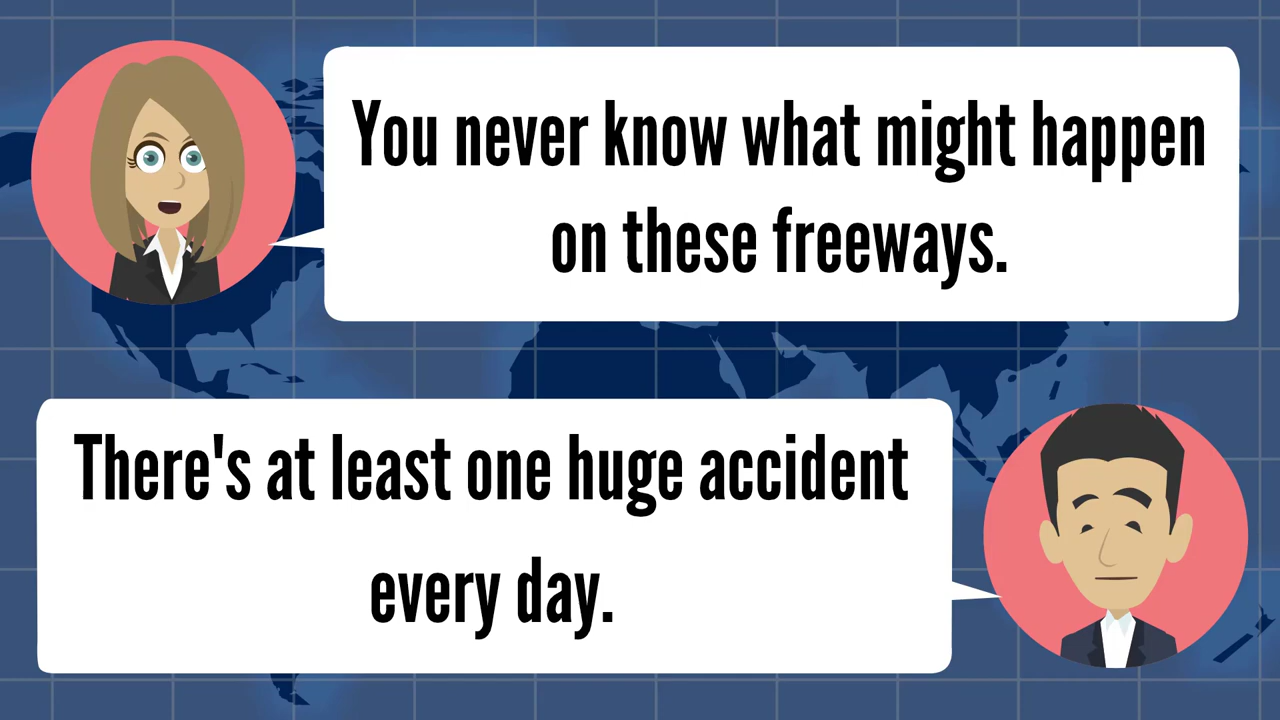 You never know what might happen
on these freeways.
There's at least one huge accident
every day.